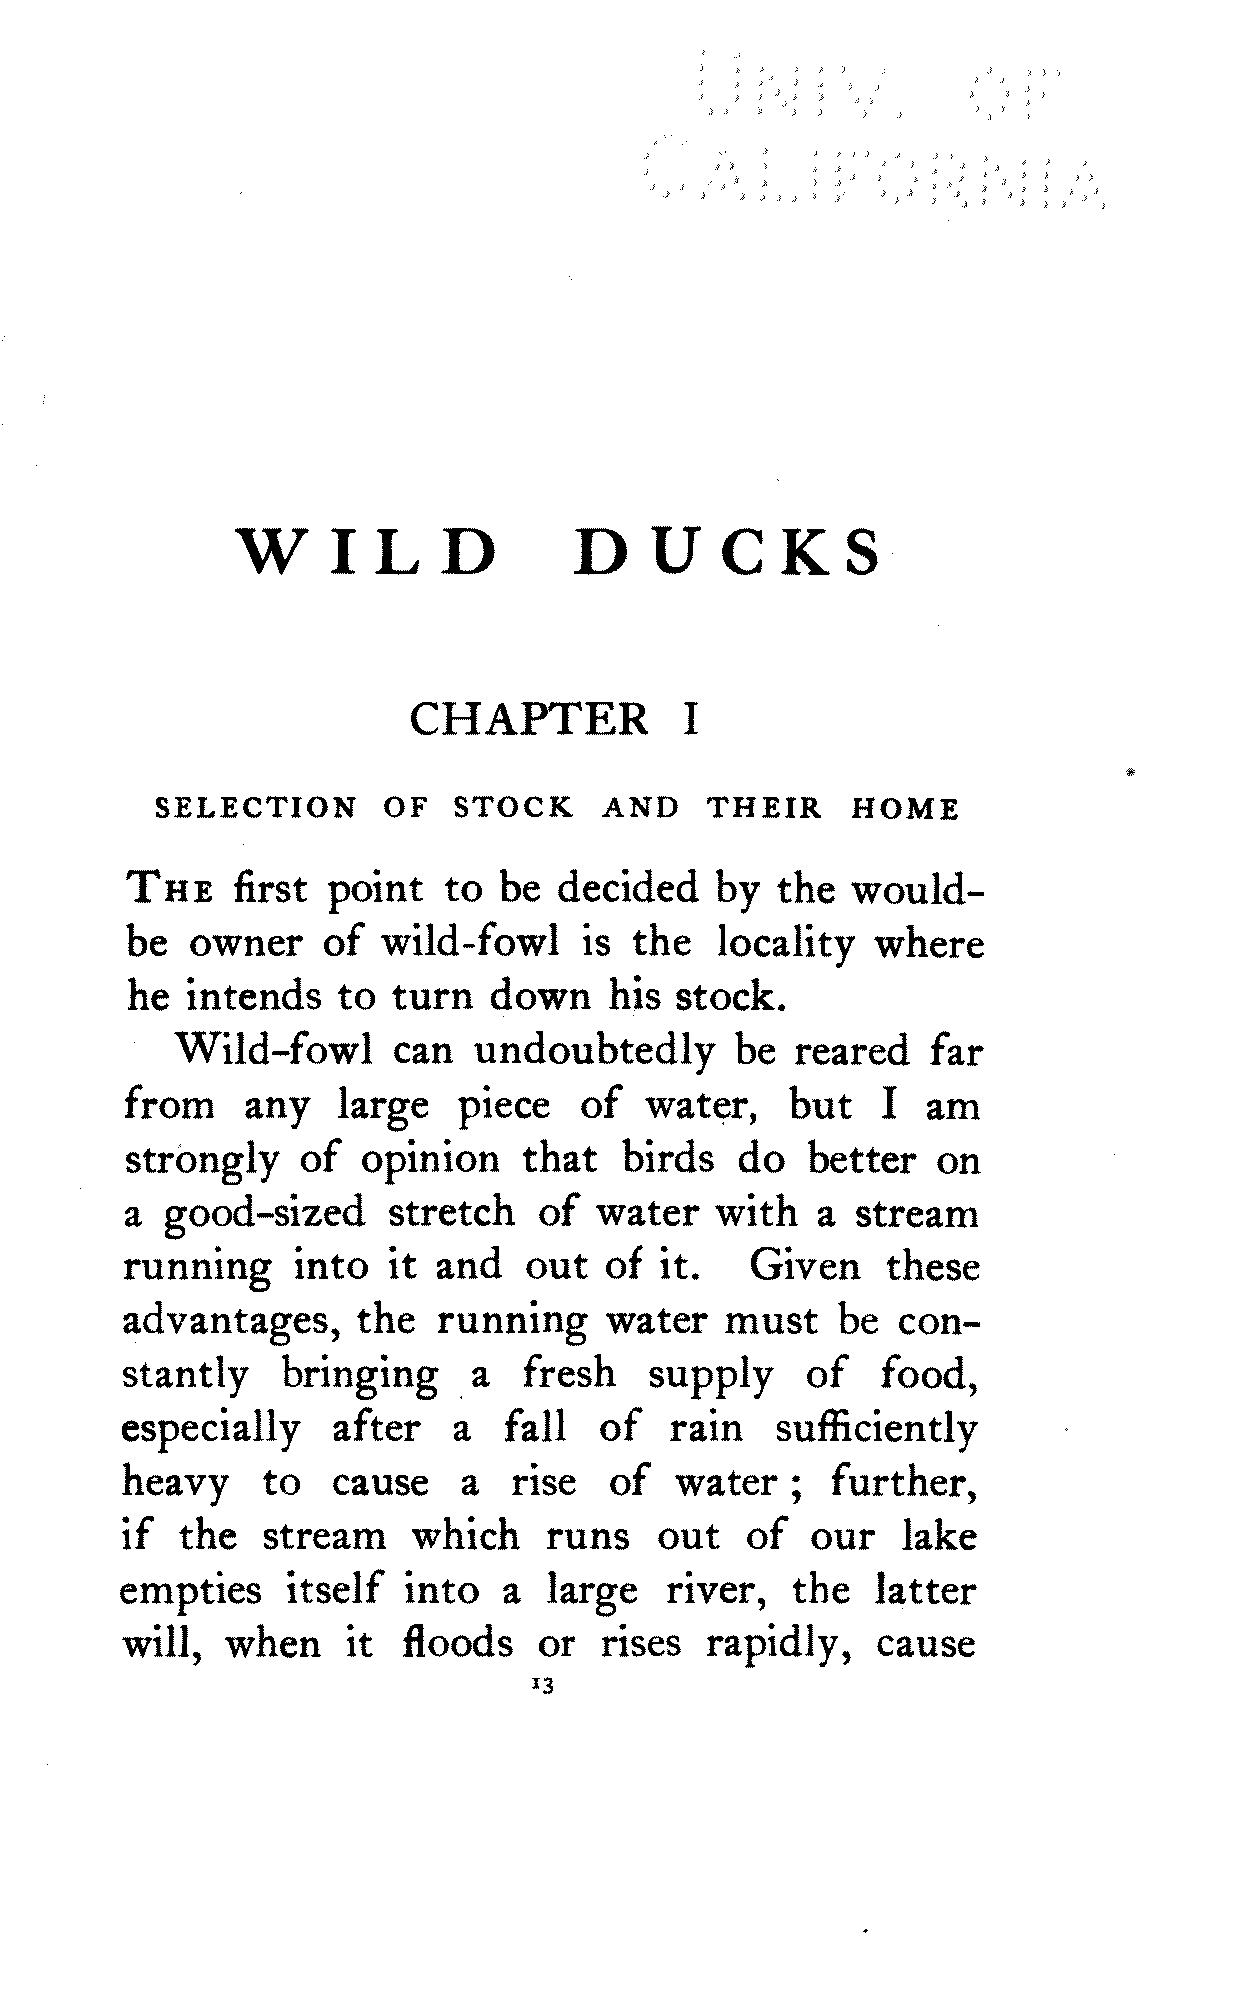 UNIV. OF
CALIFORNIA
WILD DUCKS
CHAPTER I
SELECTION OF STOCK AND THEIR HOME
THE first point to be decided by the would-
be owner of wild-fowl is the locality where
he intends to turn down his stock.
Wild-fowl can undoubtedly be reared far
from any large piece of water, but I am
strongly of opinion that birds do better on
a good-sized stretch of water with a stream
running into it and out of it. Given these
advantages, the running water must be con-
stantly bringing a fresh supply of food,
especially after a fall of rain sufficiently
heavy to cause a rise of water ; further,
if the stream which runs out of our lake
empties itself into a large river, the latter
will, when it floods or rises rapidly, cause
13